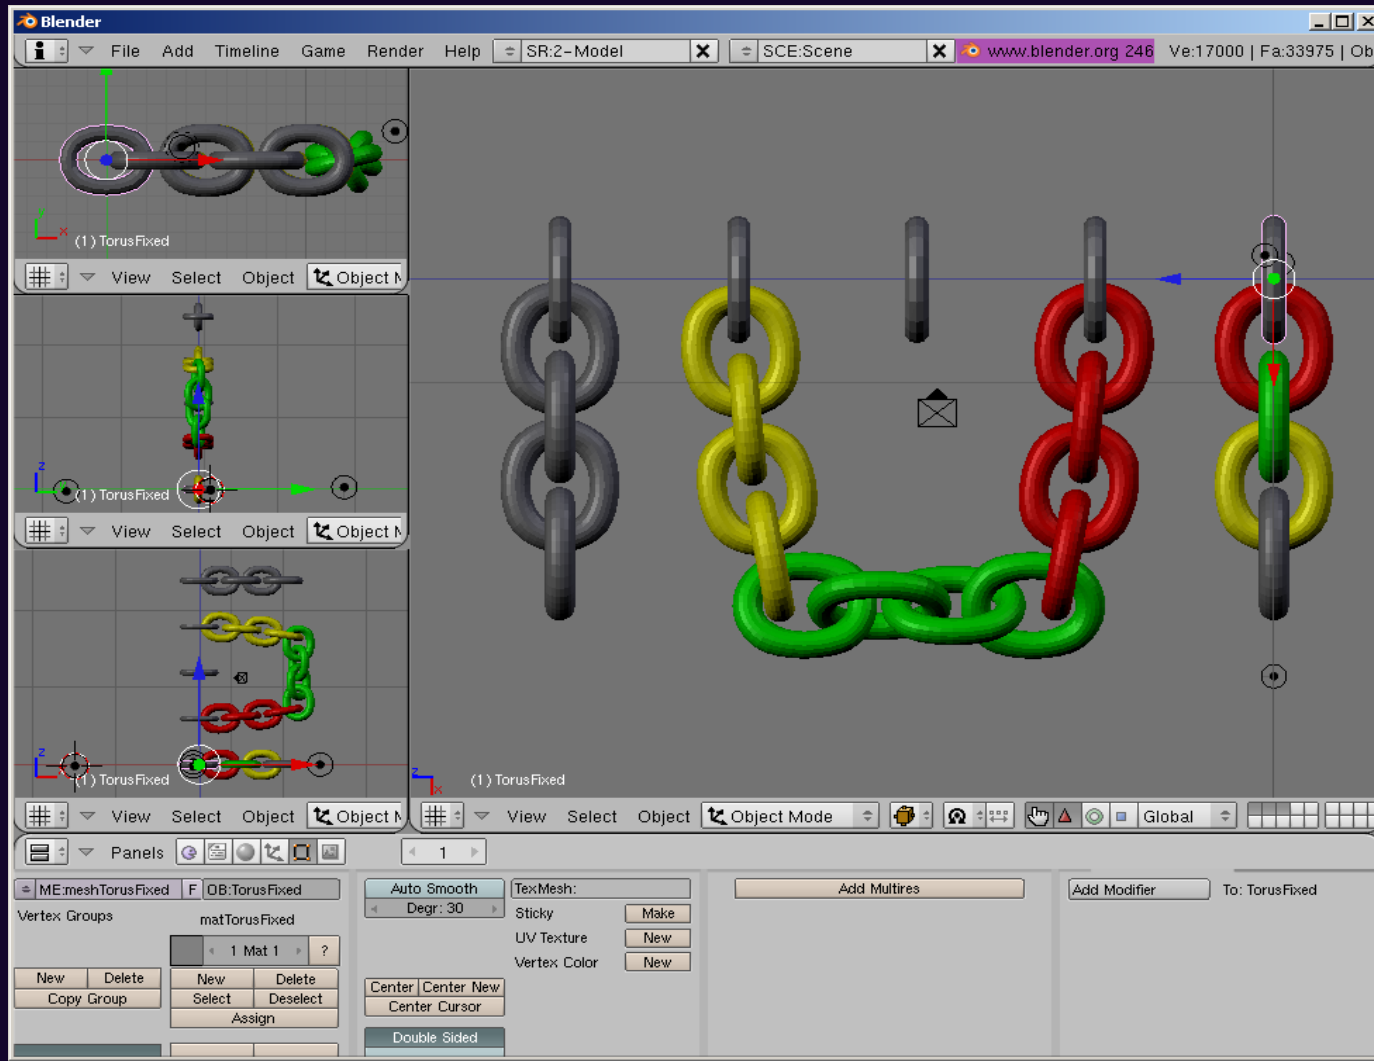 Blender
File Add Timeline Game Render Help SR:2-Model SCE:Scene www.blender.org 246 Ve:17000 | Fa:33975 | Ob
y
x
(1) TorusFixed
View Select Object Object M
z
(1) TorusFixed
View Select Object Object M
z
(1) TorusFixed
z
x
(1) TorusFixed
View Select Object Object M
View Select Object Object Mode Global
Panels 1
ME:meshTorusFixed F OB:TorusFixed
Vertex Groups
matTorusFixed
1 Mat 1 ?
New Delete
Copy Group
New Delete
Select Deselect
Assign
Auto Smooth
Degr: 30
TexMesh:
Sticky Make
UV Texture New
Vertex Color New
Center Center New
Center Cursor
Double Sided
Add Multires
Add Modifier To: TorusFixed